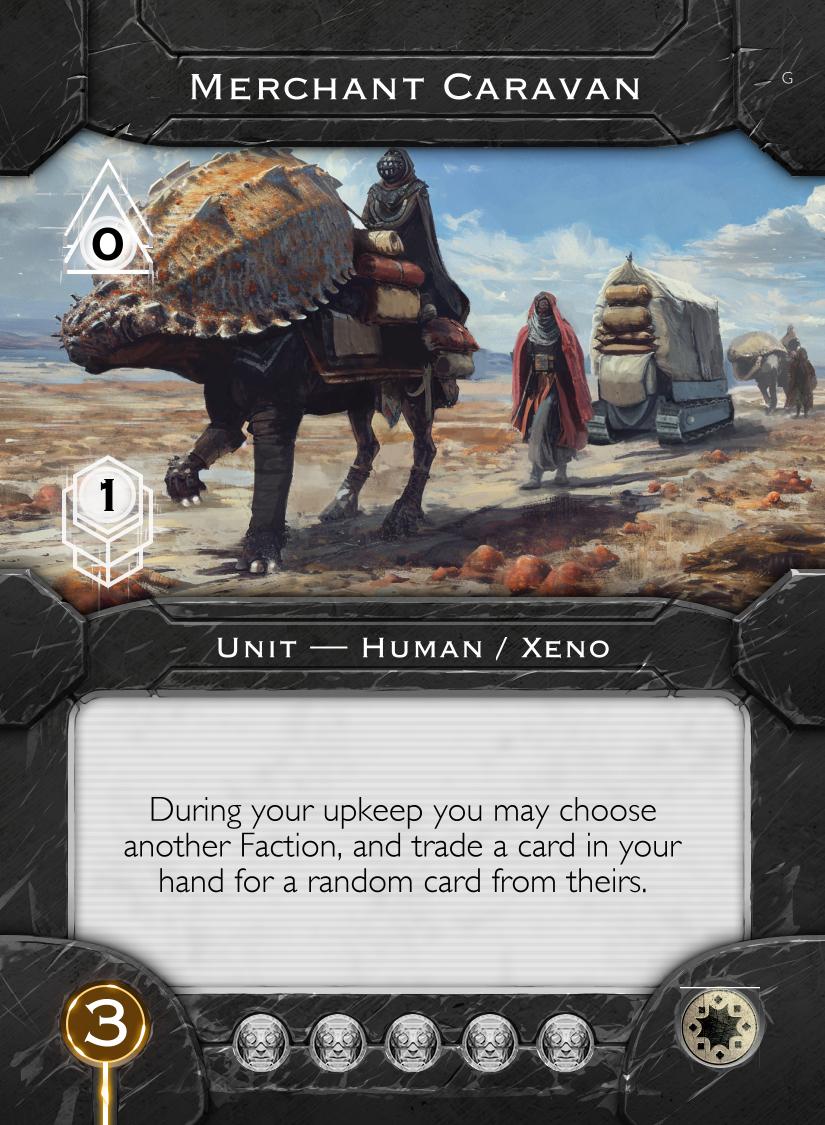 Merchant Caravan
G
0
1
Unit — Human / Xeno
During your upkeep you may choose
another Faction, and trade a card in your
hand for a random card from theirs.
3